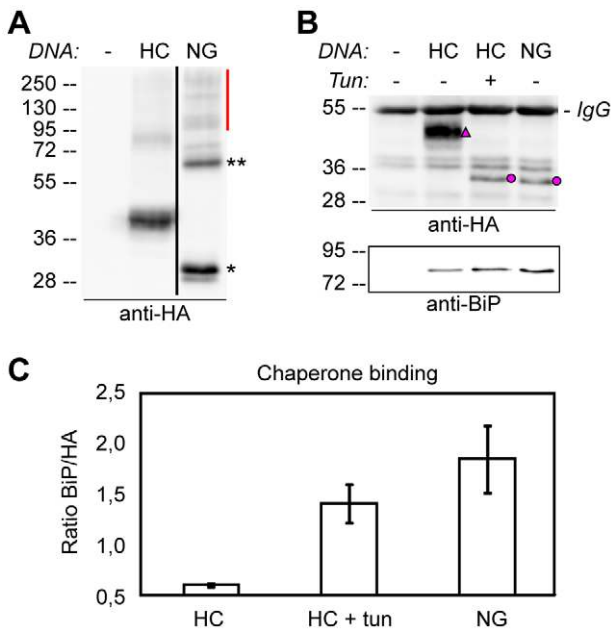 A
DNA: - HC NG
250 --
130 --
95 --
72 --
55 --
**
36 --
28 --
*
anti-HA
B
DNA: - HC HC NG
Tun: - - + -
55 -- - IgG
36 --
28 --
anti-HA
95 --
72 --
anti-BiP
C
Chaperone binding
Ratio BiP/HA
2,5
2,0
1,5
1,0
0,5
HC HC + tun NG